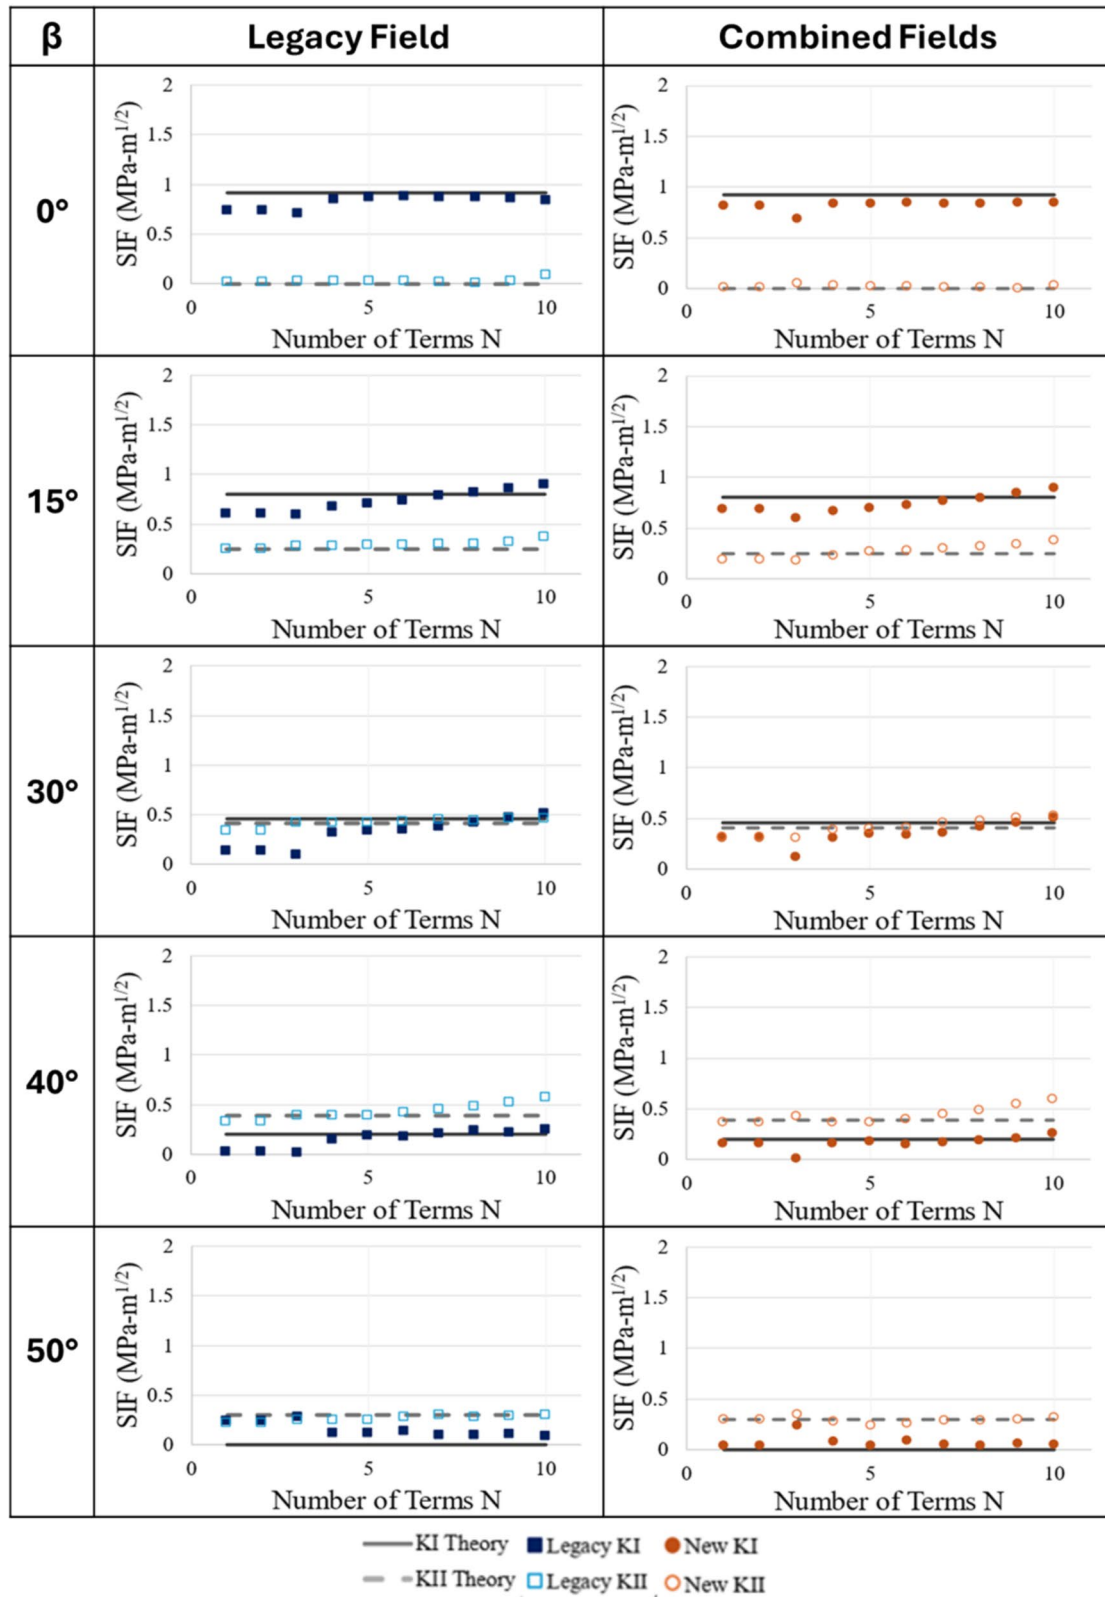 β Legacy Field Combined Fields
0°
SIF (MPa-m1/2)
2
1.5
1
0.5
0
0 5 10
Number of Terms N
SIF (MPa-m1/2)
2
1.5
1
0.5
0
0 5 10
Number of Terms N
15°
SIF (MPa-m1/2)
2
1.5
1
0.5
0
0 5 10
Number of Terms N
SIF (MPa-m1/2)
2
1.5
1
0.5
0
0 5 10
Number of Terms N
30°
SIF (MPa-m1/2)
2
1.5
1
0.5
0
0 5 10
Number of Terms N
SIF (MPa-m1/2)
2
1.5
1
0.5
0
0 5 10
Number of Terms N
40°
SIF (MPa-m1/2)
2
1.5
1
0.5
0
0 5 10
Number of Terms N
SIF (MPa-m1/2)
2
1.5
1
0.5
0
0 5 10
Number of Terms N
50°
SIF (MPa-m1/2)
2
1.5
1
0.5
0
0 5 10
Number of Terms N
SIF (MPa-m1/2)
2
1.5
1
0.5
0
0 5 10
Number of Terms N
KI Theory Legacy KI New KI
KII Theory Legacy KII New KII